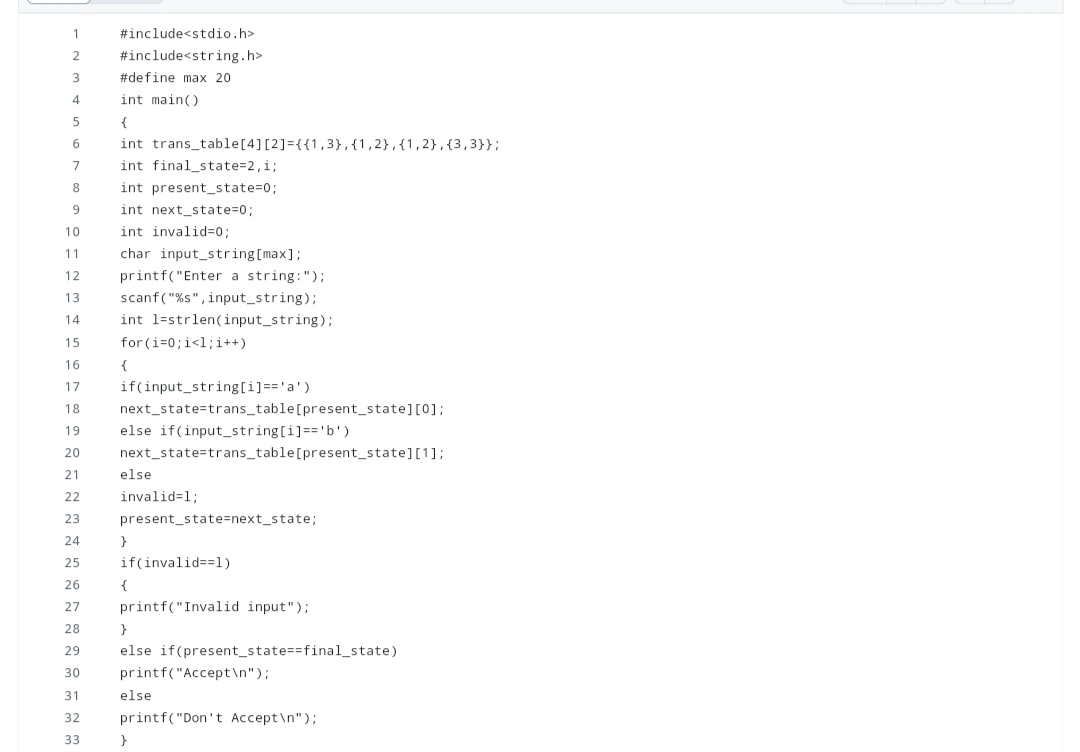 1 #include<stdio.h>
2 #include<string.h>
3 #define max 20
4 int main()
5 {
6 int trans_table[4][2]={{1,3},{1,2},{1,2},{3,3}};
7 int final_state=2,i;
8 int present_state=0;
9 int next_state=0;
10 int invalid=0;
11 char input_string[max];
12 printf("Enter a string:");
13 scanf("%s",input_string);
14 int l=strlen(input_string);
15 for(i=0;i<l;i++)
16 {
17 if(input_string[i]=='a')
18 next_state=trans_table[present_state][0];
19 else if(input_string[i]=='b')
20 next_state=trans_table[present_state][1];
21 else
22 invalid=l;
23 present_state=next_state;
24 }
25 if(invalid==l)
26 {
27 printf("Invalid input");
28 }
29 else if(present_state==final_state)
30 printf("Accept\n");
31 else
32 printf("Don't Accept\n");
33 }